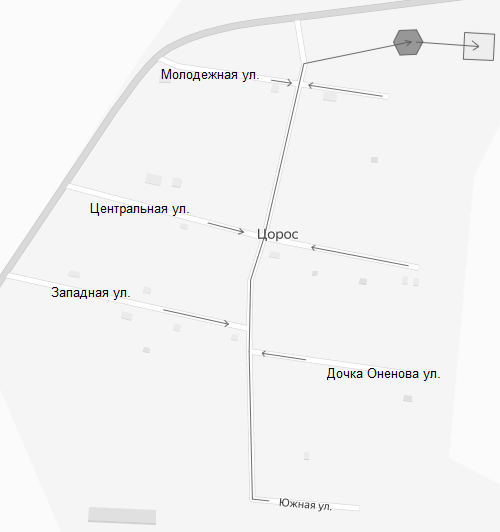 Молодежная ул.
Центральная ул.
Цорос
Западная ул.
Дочка Оненова ул.
Южная ул.